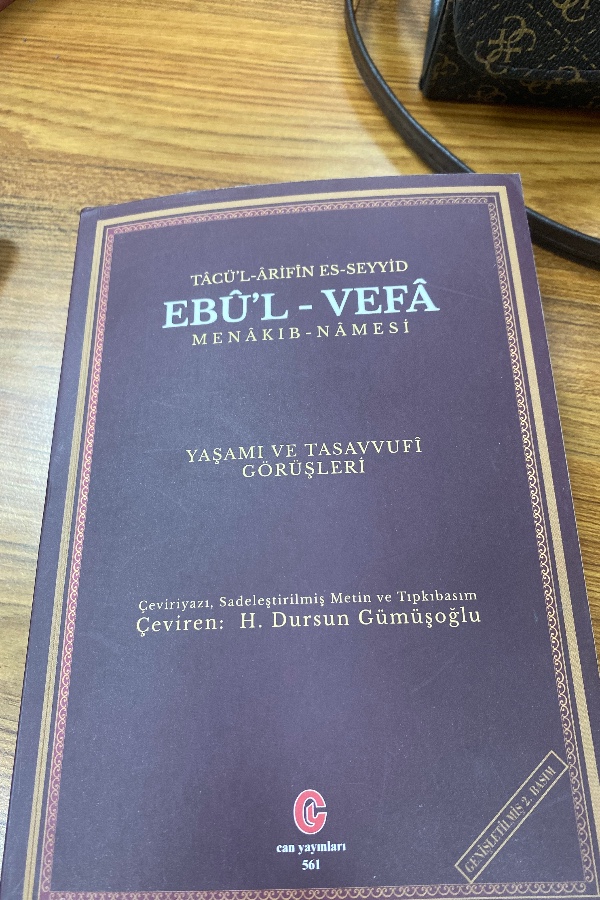 TÂCÜ'L-ÂRİFÎN ES-SEYYİD
EBÛ'L - VEFÂ
MENÂKIB-NÂMESİ
YAŞAMI VE TASAVVUFÎ
GÖRÜŞLERİ
Çeviriyazı, Sadeleştirilmiş Metin ve Tıpkıbasım
Çeviren: H. Dursun Gümüşoğlu
can yayınları
561
GENİŞLETİLMİŞ 2. BASIM